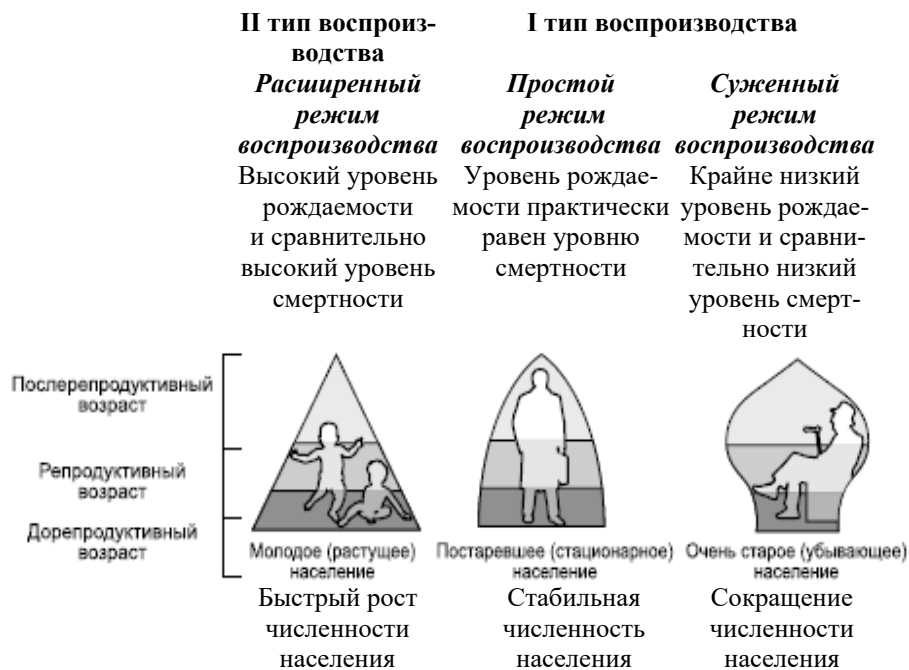 II тип воспроиз-
водства
I тип воспроизводства
Расширенный
режим
воспроизводства
Простой
режим
воспроизводства
Суженный
режим
воспроизводства
Высокий уровень
рождаемости
и сравнительно
высокий уровень
смертности
Уровень рождае-
мости практически
равен уровню
смертности
Крайне низкий
уровень рождае-
мости и сравни-
тельно низкий
уровень смерт-
ности
Послерепродуктивный
возраст
Репродуктивный
возраст
Дорепродуктивный
возраст
Молодое (растущее)
население
Постаревшее (стационарное)
население
Очень старое (убывающее)
население
Быстрый рост
численности
населения
Стабильная
численность
населения
Сокращение
численности
населения